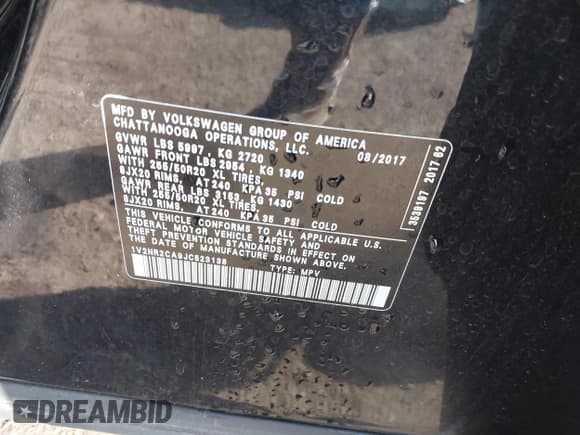 MFD BY VOLKSWAGEN GROUP OF AMERICA
CHATTANOOGA OPERATIONS, LLC.
GVWR LBS 5997 , KG 2720 08/2017
GAWR FRONT LBS 2954 , KG 1340
WITH 255/50R20 XL TIRES,
8JX20 RIMS, AT 240 KPA 35 PSI COLD
GAWR REAR LBS 3153 KG 1430
WITH 255/50R20 XL TIRES,
8JX20 RIMS, AT 240 KPA 35 PSI COLD
THIS VEHICLE CONFORMS TO ALL APPLICABLE U.S.
FEDERAL MOTOR VEHICLE SAFETY AND
THEFT PREVENTION STANDARDS IN EFFECT ON
THE DATE OF MANUFACTURE SHOWN ABOVE.
TYPE: MPV
3539197 2017 62
DREAMBID